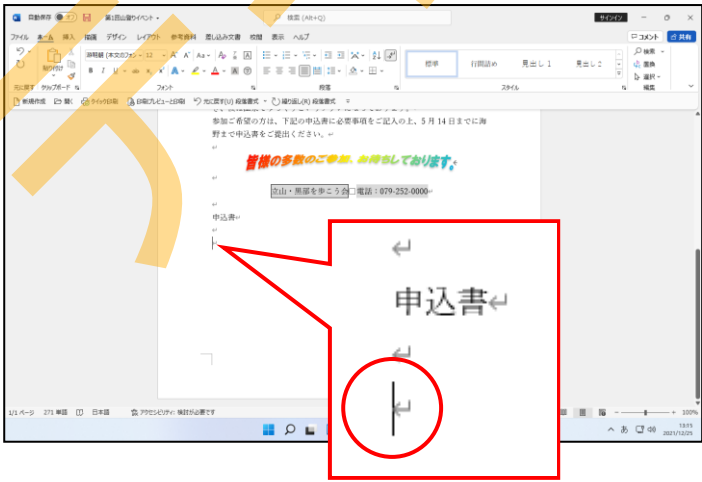 自動保存 オフ 第1回山登りイベント 検索 (Alt+Q) サインイン
ファイル ホーム 挿入 描画 デザイン レイアウト 参考資料 差し込み文書 校閲 表示 ヘルプ コメント 共有
貼り付け 游明朝 (本文のフォン 12 標準 行間詰め 見出し 1 見出し 2 検索 置換 選択
元に戻す クリップボード フォント 段落 スタイル 編集
新規作成 開く クイック印刷 印刷プレビューと印刷 元に戻す(U) 段落書式 繰り返し(R) 段落書式
参加ご希望の方は、下記の申込書に必要事項をご記入の上、5 月 14 日までに海
野まで申込書をご提出ください。
皆様の多数のご参加、お待ちしております。
立山・黒部を歩こう会 電話：079-252-0000
申込書
申込書
1/1 ページ 271 単語 日本語 アクセシビリティ: 検討が必要です 100%
あ 13:15
2021/12/25